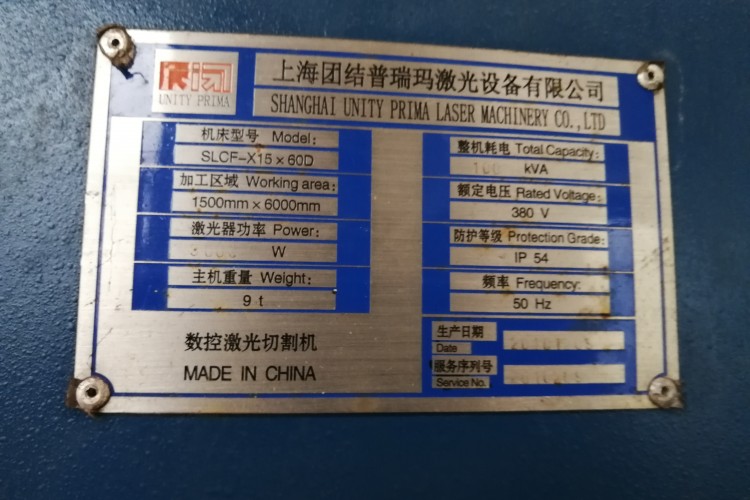 UNITY PRIMA
上海团结普瑞玛激光设备有限公司
SHANGHAI UNITY PRIMA LASER MACHINERY CO.,LTD
机床型号 Model:
SLCF-X15×60D
加工区域 Working area:
1500mm×6000mm
激光器功率 Power:
W
主机重量 Weight:
9 t
数控激光切割机
MADE IN CHINA
整机耗电 Total Capacity:
100 kVA
额定电压 Rated Voltage:
380 V
防护等级 Protection Grade:
IP 54
频率 Frequency:
50 Hz
生产日期
Date
服务序列号
Service No.